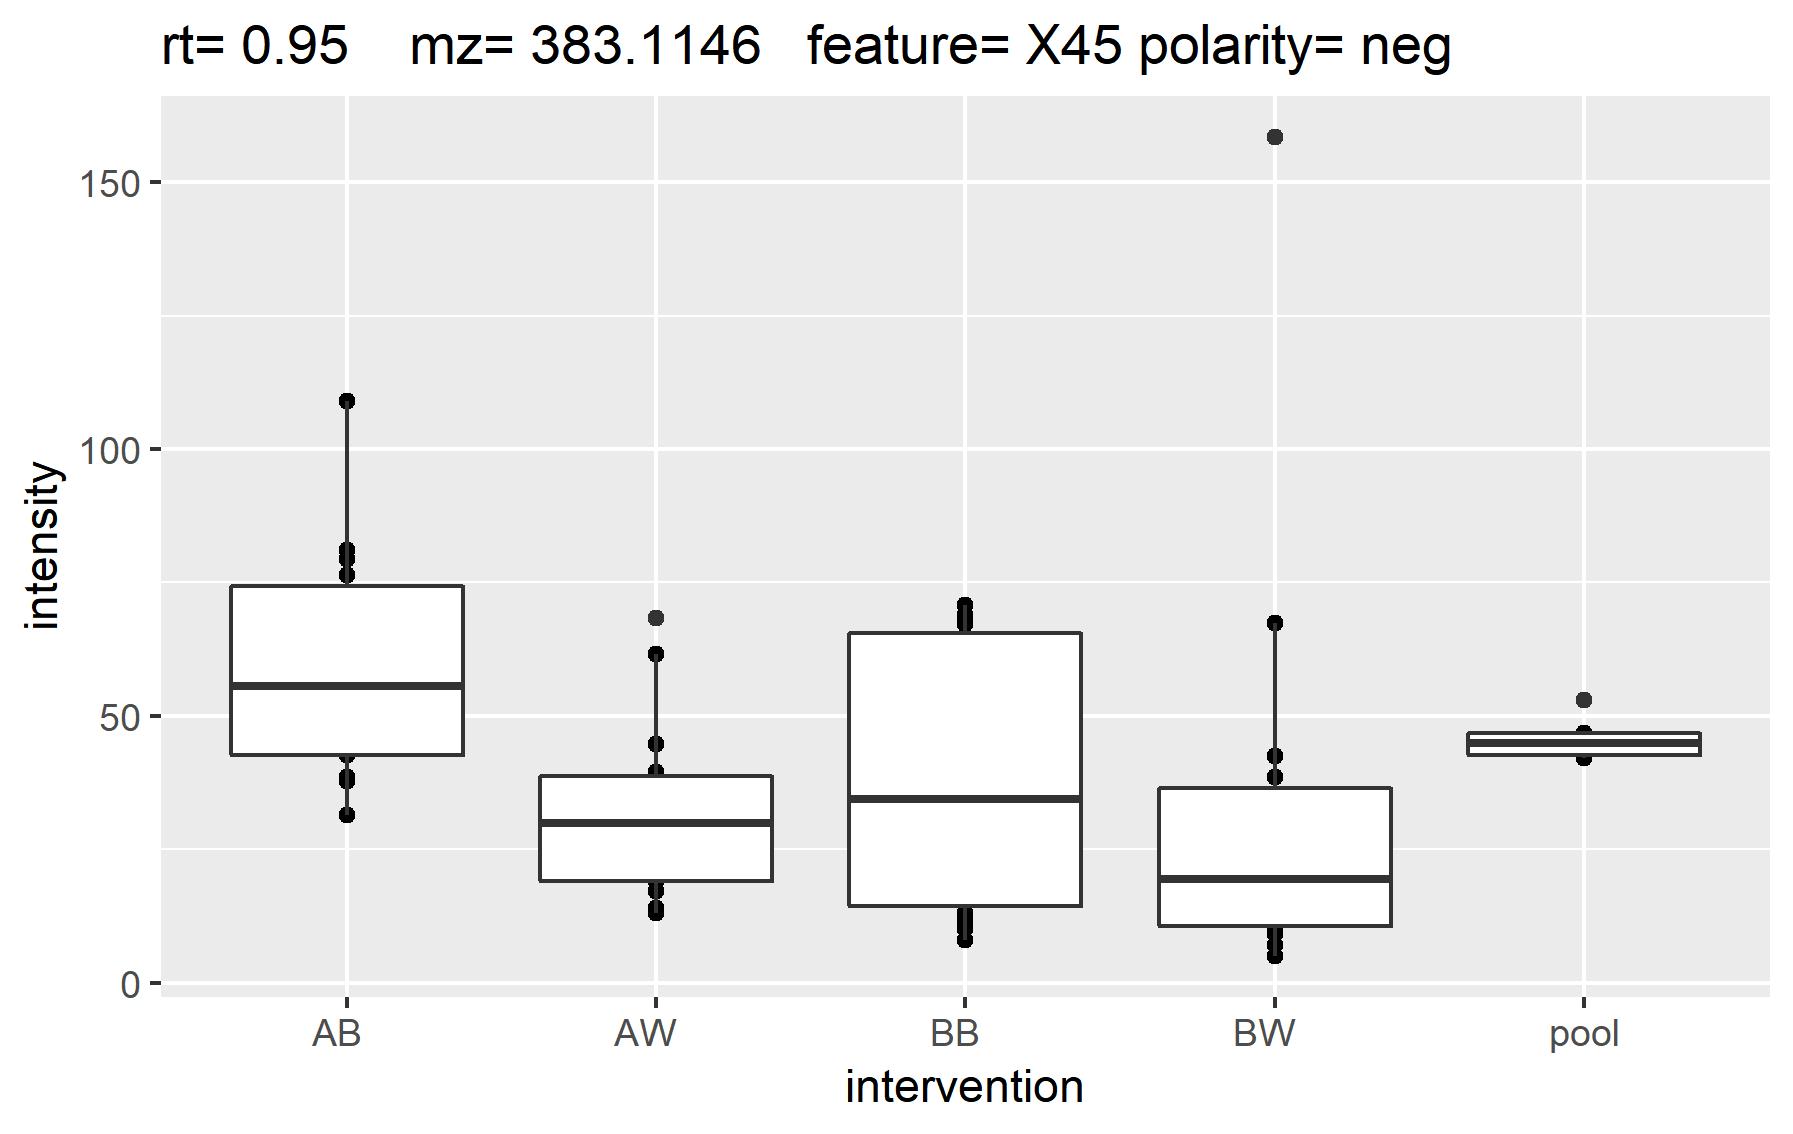 rt= 0.95 mz= 383.1146 feature= X45 polarity= neg
intensity
150
100
50
0
AB AW BB BW pool
intervention